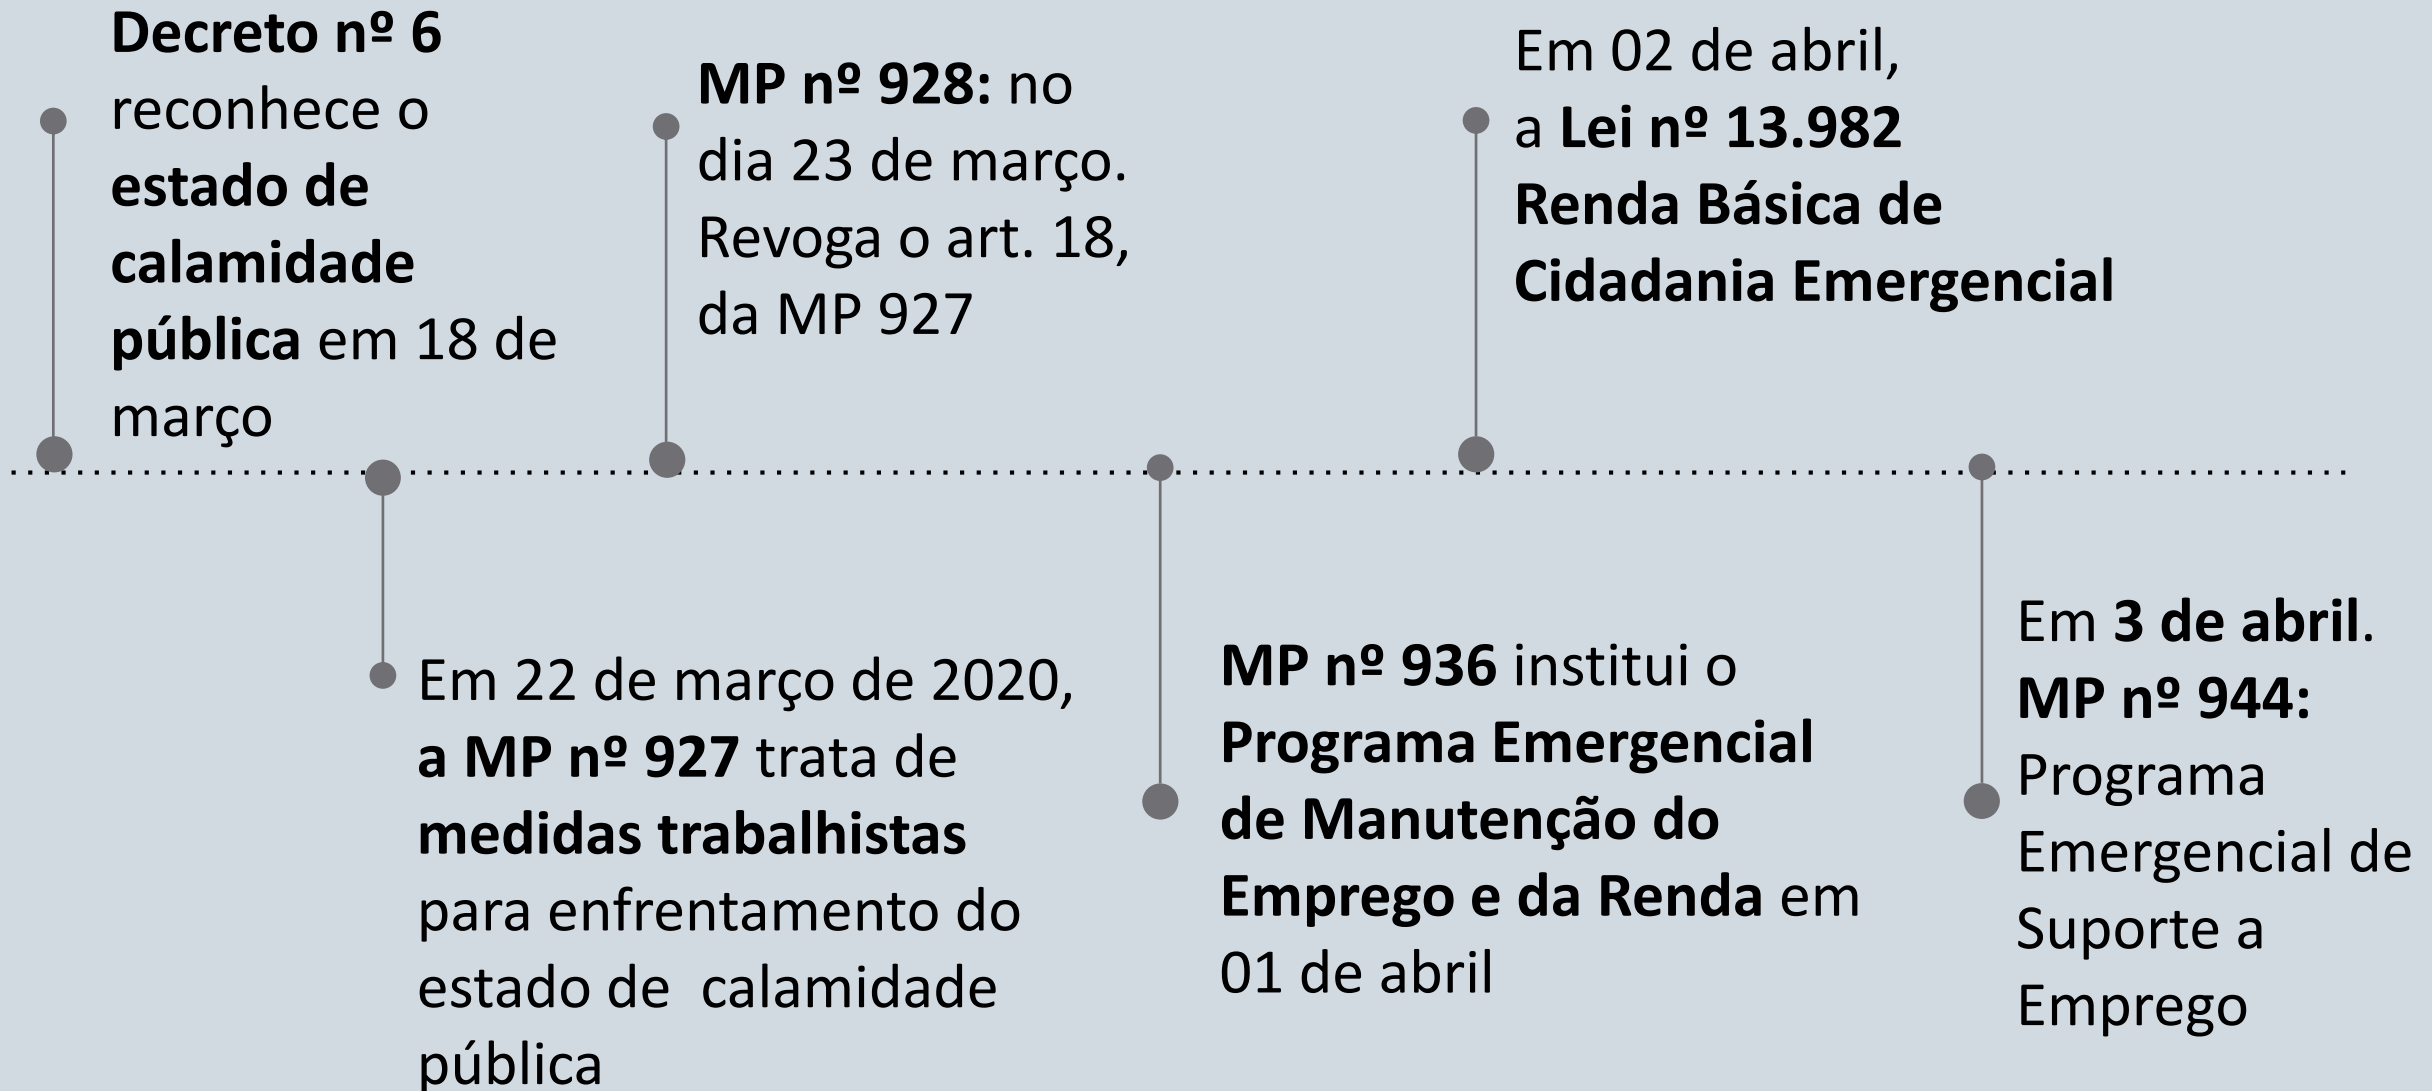 Decreto nº 6
reconhece o
estado de
calamidade
pública em 18 de
março
Em 22 de março de 2020,
a MP nº 927 trata de
medidas trabalhistas
para enfrentamento do
estado de  calamidade
pública
MP nº 928: no
dia 23 de março.
Revoga o art. 18,
da MP 927
MP nº 936 institui o
Programa Emergencial
de Manutenção do
Emprego e da Renda em
01 de abril
Em 02 de abril,
a Lei nº 13.982
Renda Básica de
Cidadania Emergencial
Em 3 de abril.
MP nº 944:
Programa
Emergencial de
Suporte a
Emprego